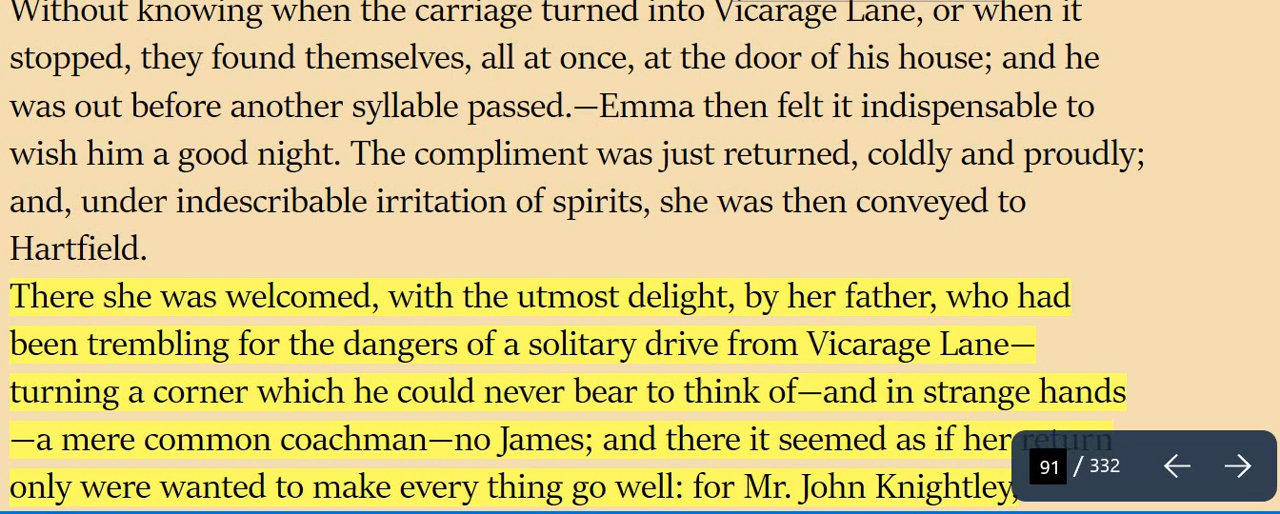 Without knowing when the carriage turned into Vicarage Lane, or when it
stopped, they found themselves, all at once, at the door of his house; and he
was out before another syllable passed.—Emma then felt it indispensable to
wish him a good night. The compliment was just returned, coldly and proudly;
and, under indescribable irritation of spirits, she was then conveyed to
Hartfield.
There she was welcomed, with the utmost delight, by her father, who had
been trembling for the dangers of a solitary drive from Vicarage Lane—
turning a corner which he could never bear to think of—and in strange hands
—a mere common coachman—no James; and there it seemed as if her return
only were wanted to make every thing go well: for Mr. John Knightley,
91 / 332